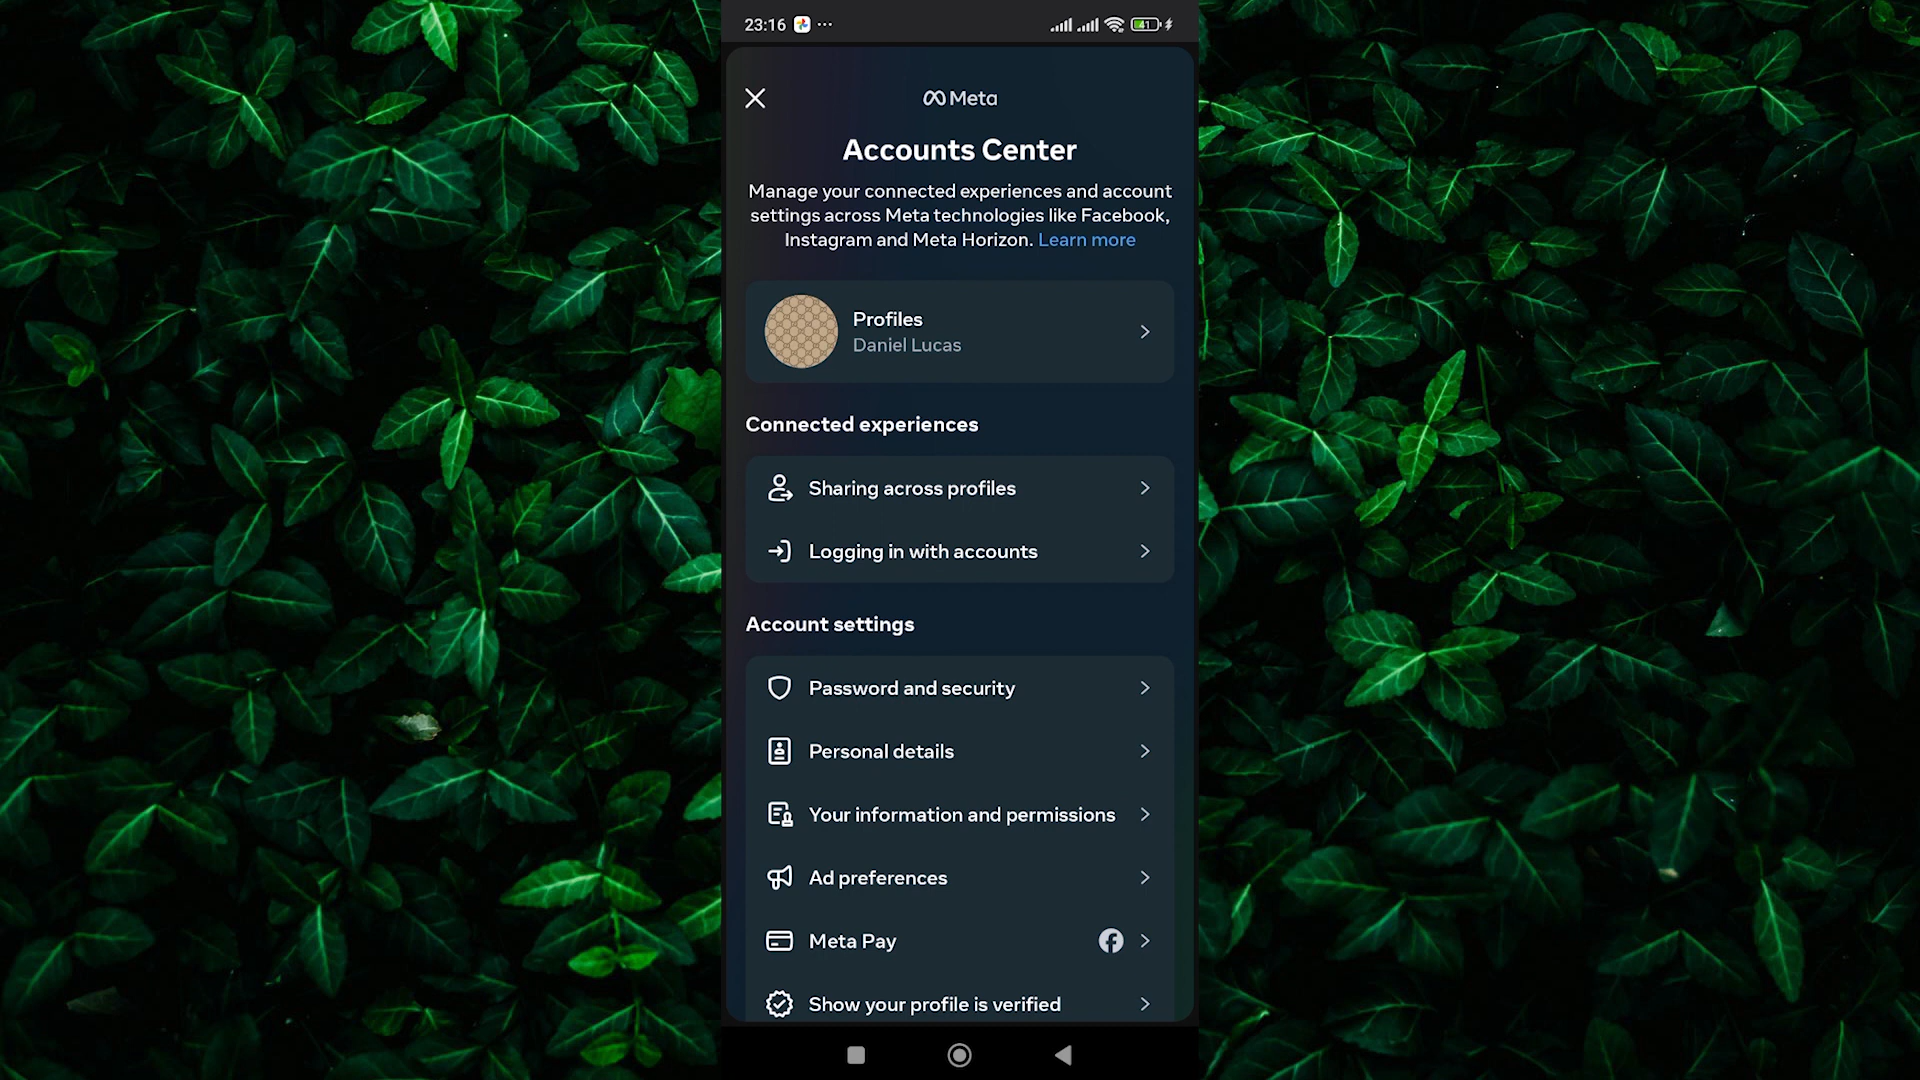 23:16
41
Meta
Accounts Center
Manage your connected experiences and account
settings across Meta technologies like Facebook,
Instagram and Meta Horizon. Learn more
Profiles
Daniel Lucas
Connected experiences
Sharing across profiles
Logging in with accounts
Account settings
Password and security
Personal details
Your information and permissions
Ad preferences
Meta Pay
Show your profile is verified